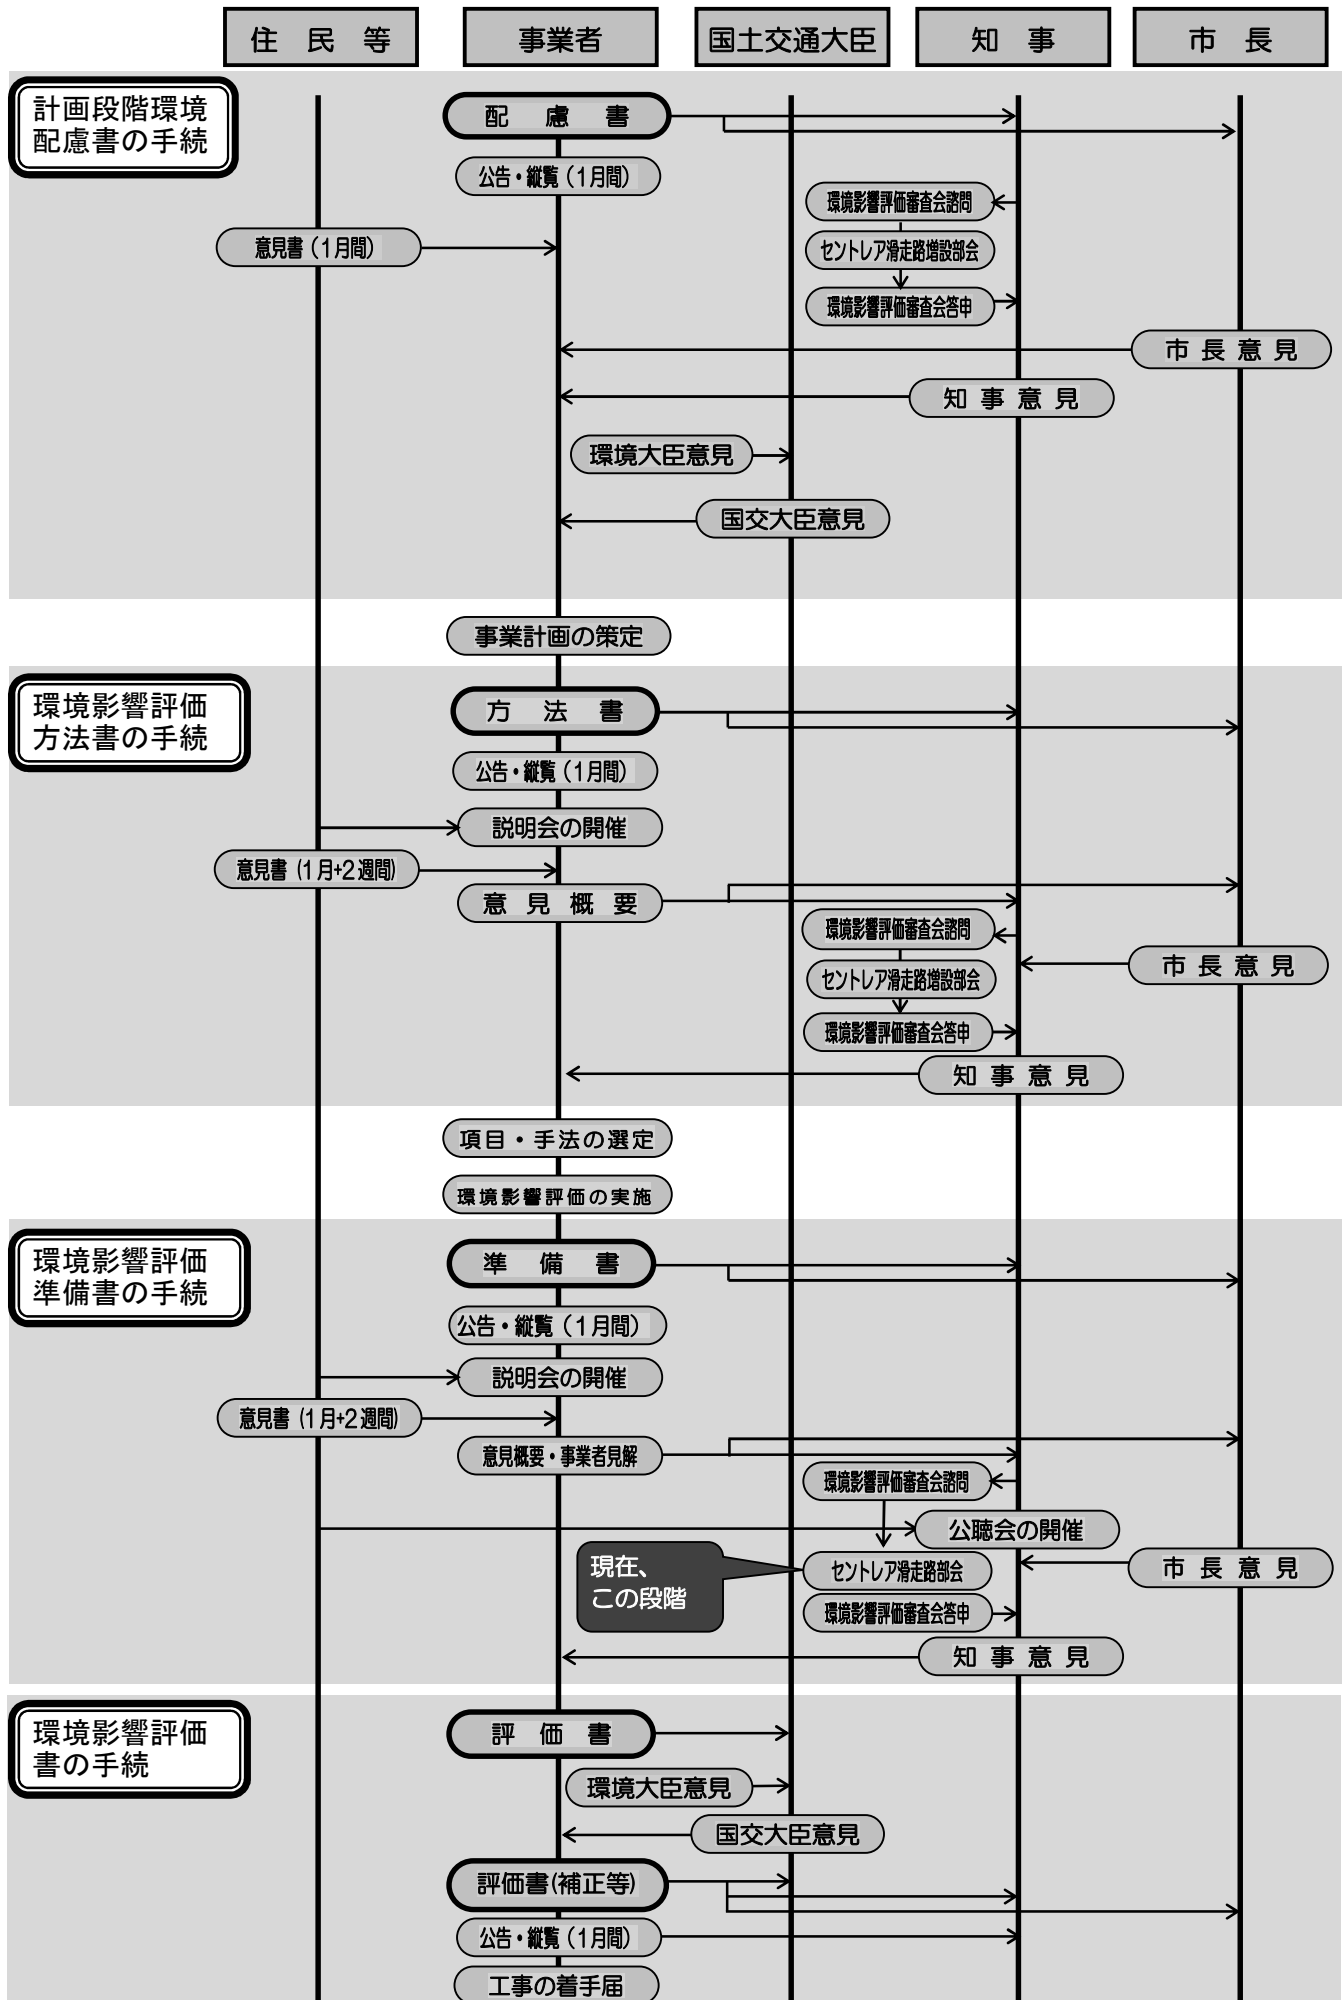 住　民　等
事業者
国土交通大臣
知　事
市　長
計画段階環境
配慮書の手続
配　慮　書
公告・縦覧（１月間）
環境影響評価審査会諮問
意見書（１月間）
セントレア滑走路増設部会
環境影響評価審査会答申
市 長 意 見
知 事 意 見
環境大臣意見
国交大臣意見
事業計画の策定
環境影響評価
方法書の手続
方　法　書
公告・縦覧（１月間）
説明会の開催
意見書（１月+２週間)
意 見 概 要
環境影響評価審査会諮問
市 長 意 見
セントレア滑走路増設部会
環境影響評価審査会答申
知 事 意 見
項目・手法の選定
環境影響評価の実施
環境影響評価
準備書の手続
準　備　書
公告・縦覧（１月間）
説明会の開催
意見書（１月+２週間)
意見概要・事業者見解
環境影響評価審査会諮問
公聴会の開催
現在、
この段階
セントレア滑走路部会
市 長 意 見
環境影響評価審査会答申
知 事 意 見
環境影響評価
書の手続
評　価　書
環境大臣意見
国交大臣意見
評価書(補正等)
公告・縦覧（１月間）
工事の着手届